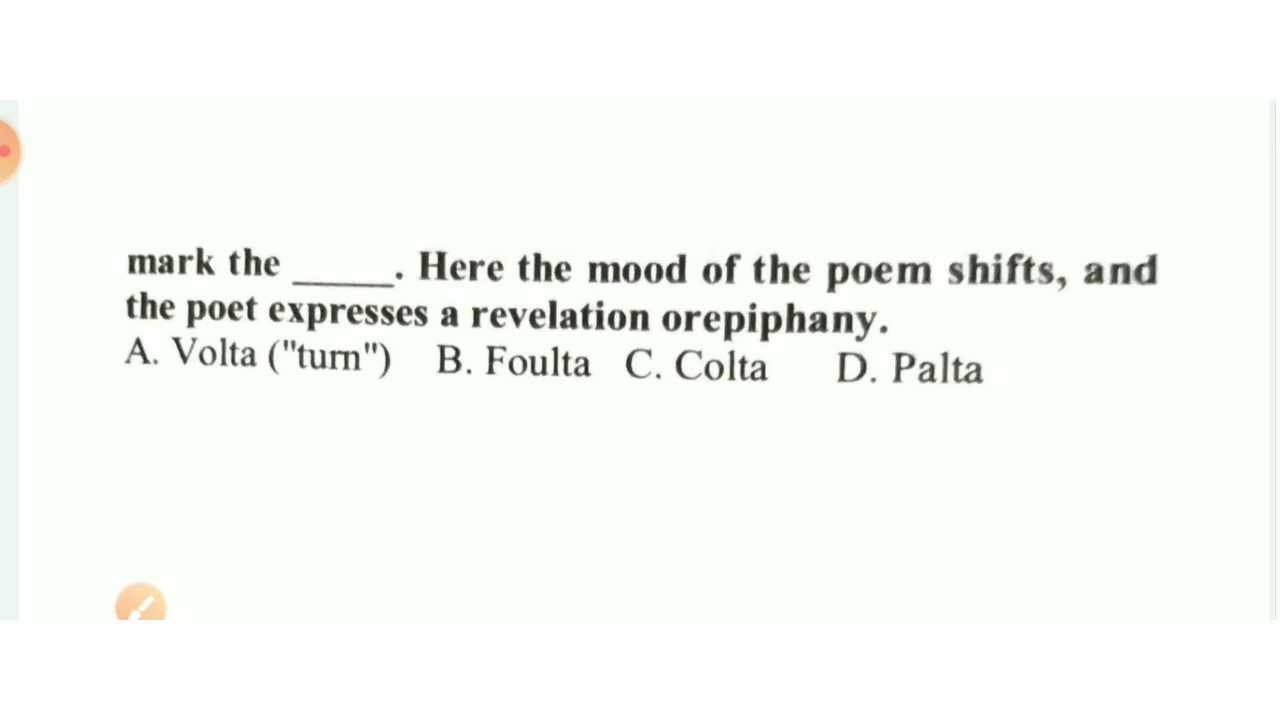 mark the _____. Here the mood of the poem shifts, and
the poet expresses a revelation orepiphany.
A. Volta ("turn") B. Foulta C. Colta D. Palta